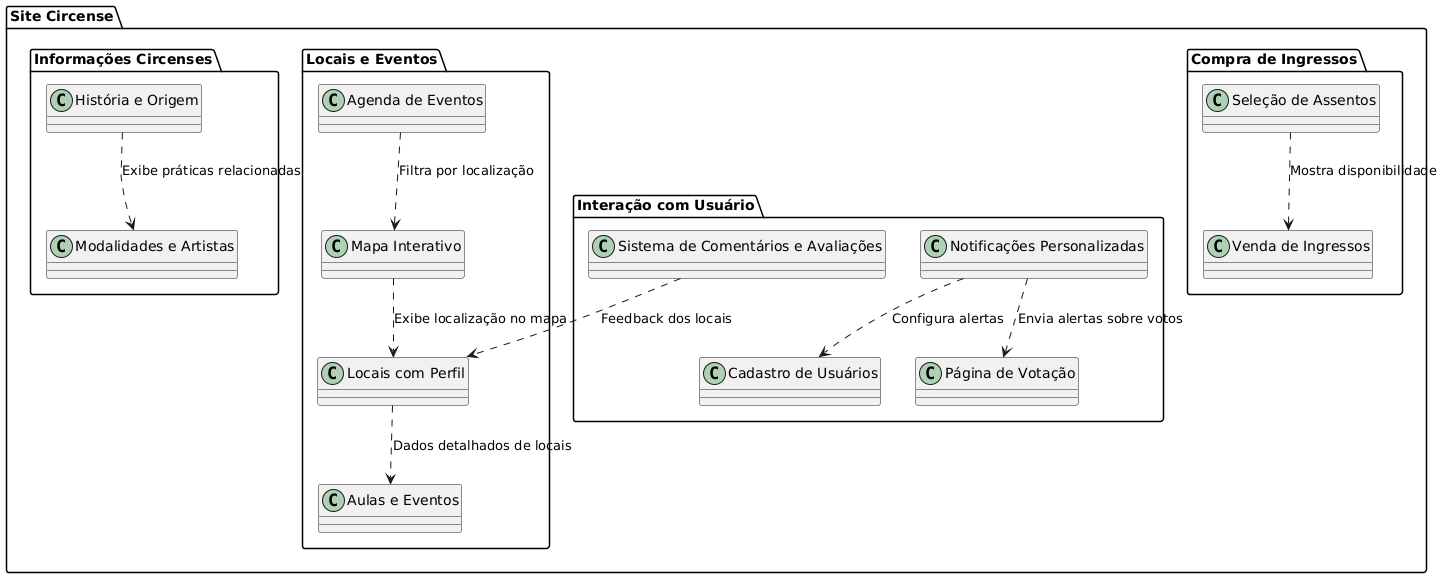 Site Circense
Informações Circenses
C História e Origem
Exibe práticas relacionadas
C Modalidades e Artistas
Locais e Eventos
C Agenda de Eventos
Filtra por localização
C Mapa Interativo
Exibe localização no mapa
C Locais com Perfil
Dados detalhados de locais
C Aulas e Eventos
Interação com Usuário
C Sistema de Comentários e Avaliações
C Notificações Personalizadas
Feedback dos locais
Configura alertas
Envia alertas sobre votos
C Cadastro de Usuários
C Página de Votação
Compra de Ingressos
C Seleção de Assentos
Mostra disponibilidade
C Venda de Ingressos